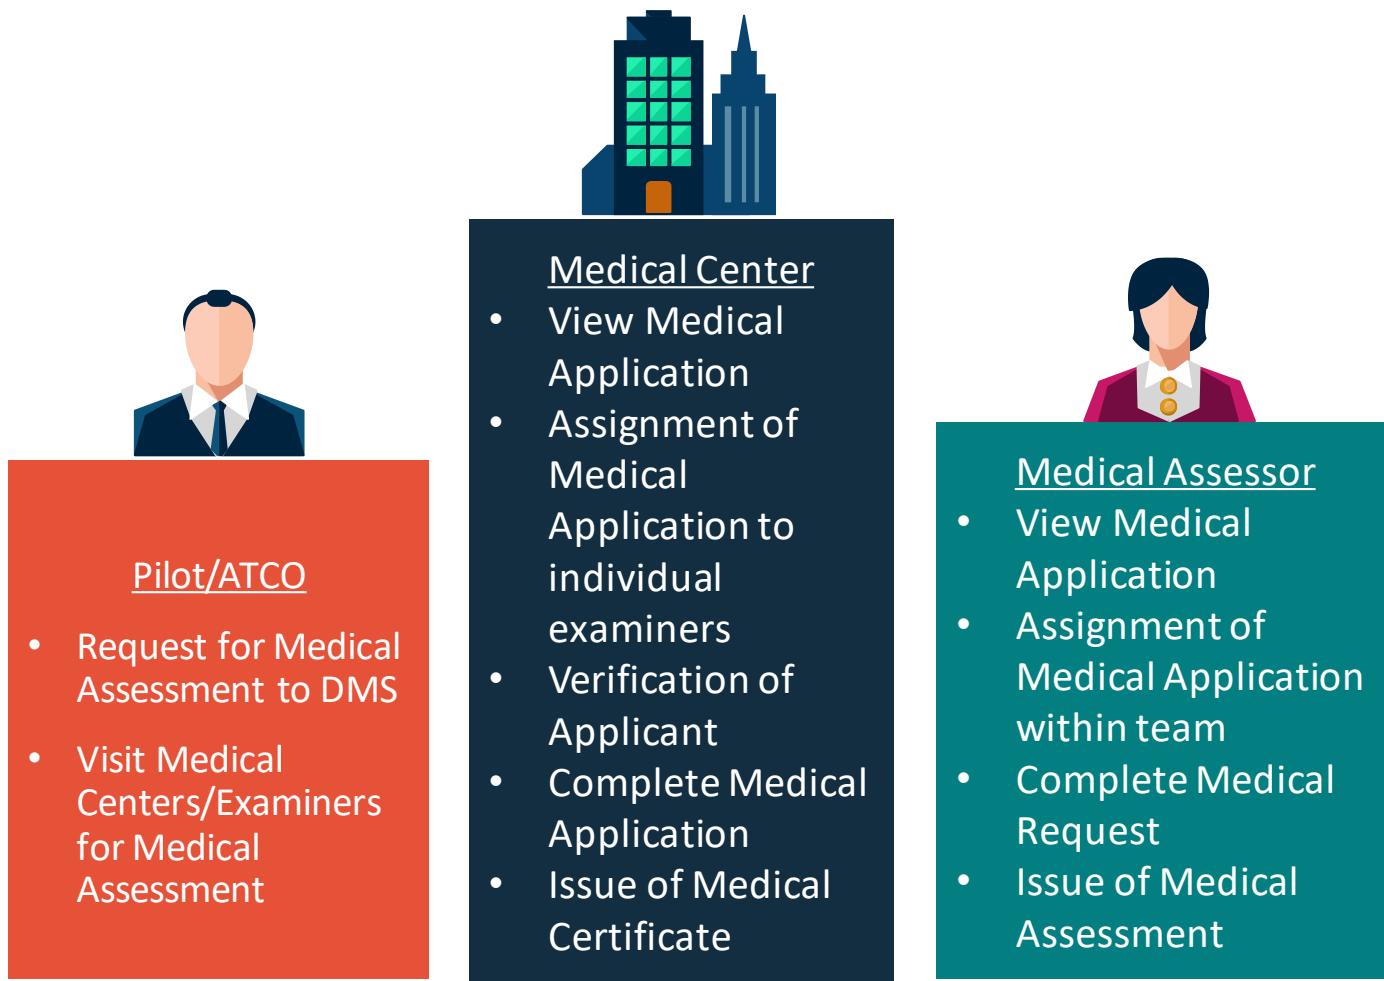 Pilot/ATCO
• Request for Medical
Assessment to DMS
• Visit Medical
Centers/Examiners
for Medical
Assessment
Medical Center
• View Medical
Application
• Assignment of
Medical
Application to
individual
examiners
• Verification of
Applicant
• Complete Medical
Application
• Issue of Medical
Certificate
Medical Assessor
• View Medical
Application
• Assignment of
Medical Application
within team
• Complete Medical
Request
• Issue of Medical
Assessment